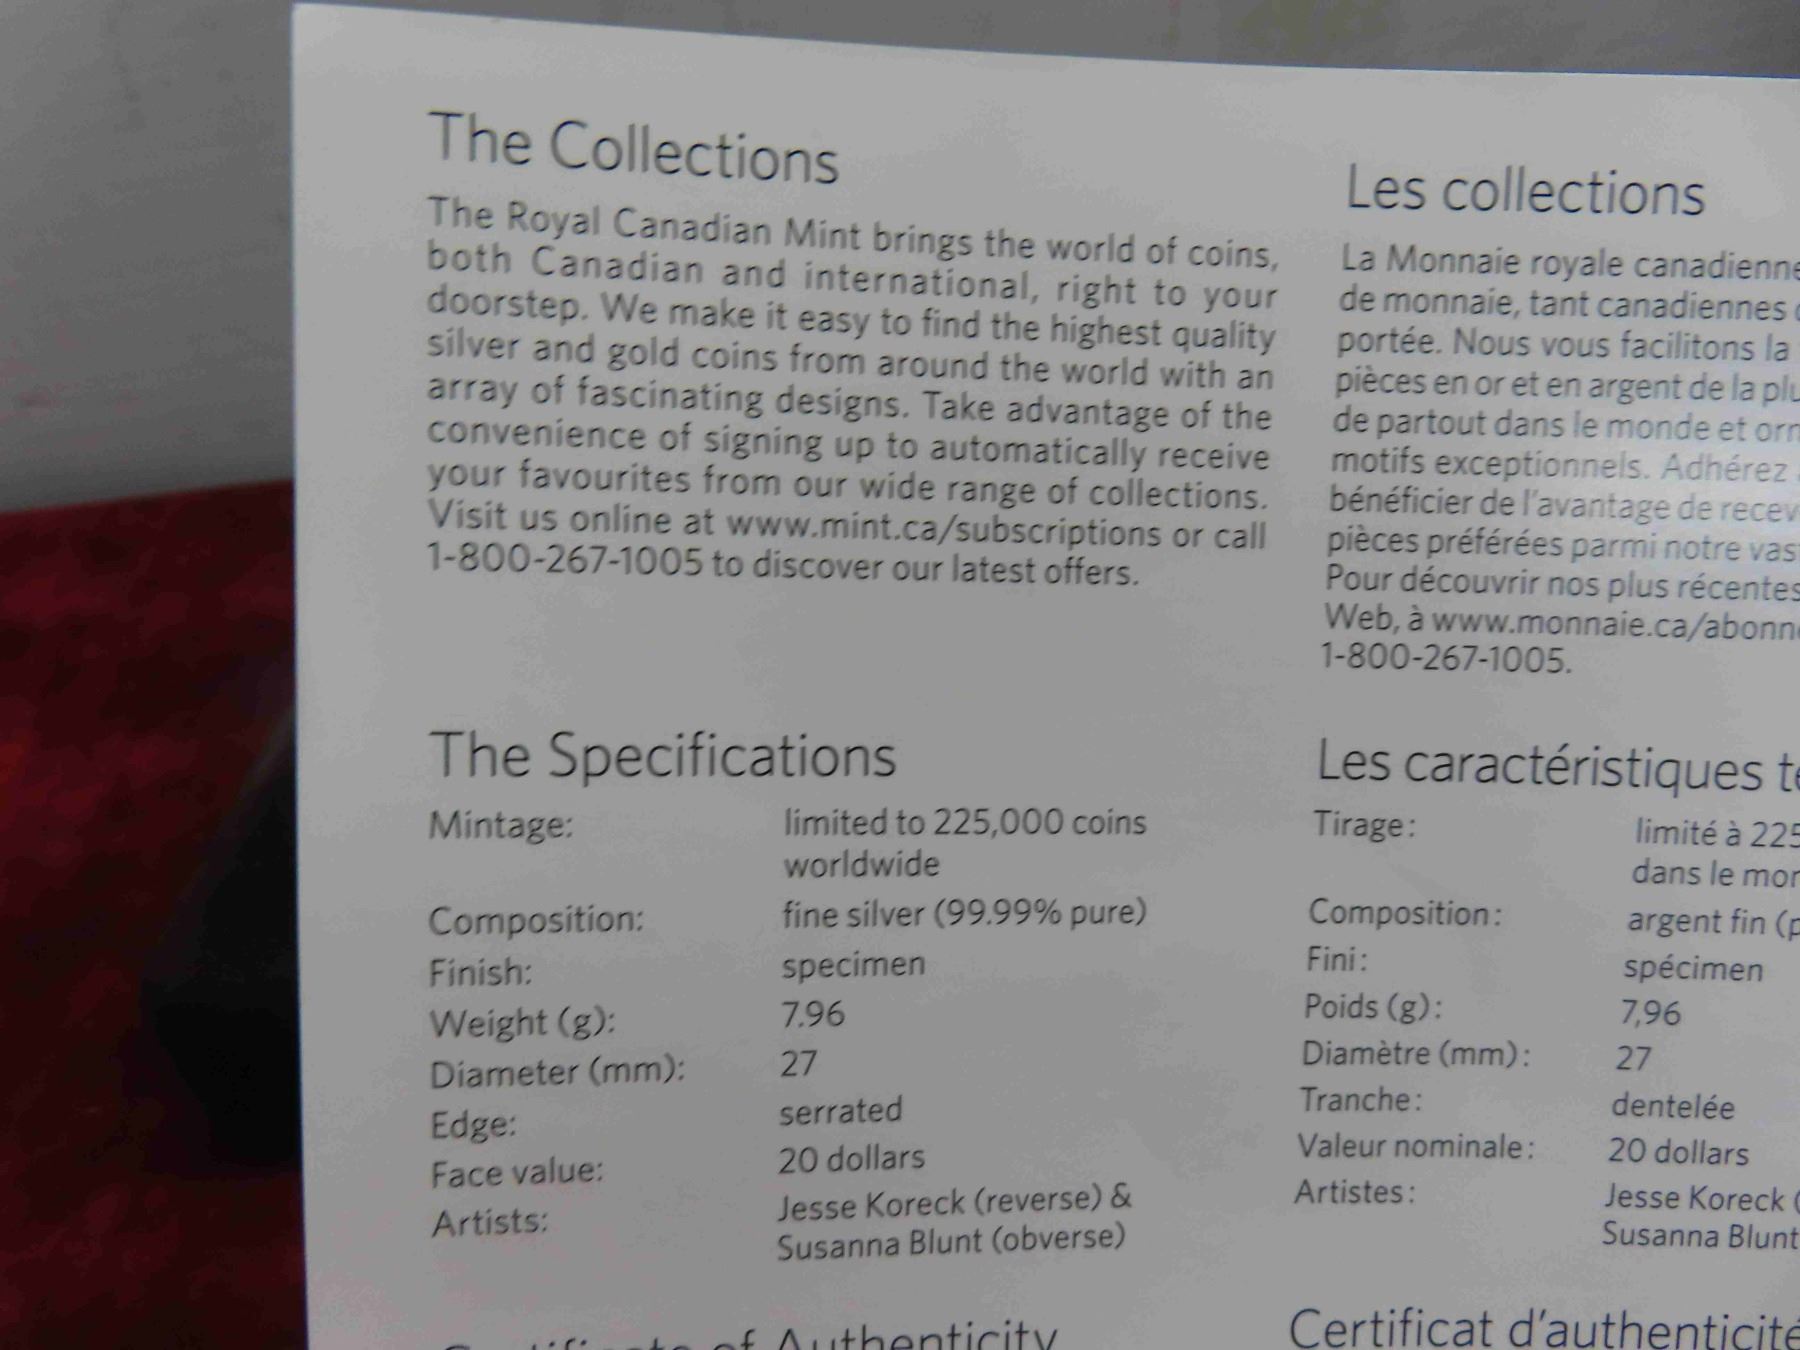 The Collections
The Royal Canadian Mint brings the world of coins,
both Canadian and international, right to your
doorstep. We make it easy to find the highest quality
silver and gold coins from around the world with an
array of fascinating designs. Take advantage of the
convenience of signing up to automatically receive
your favourites from our wide range of collections.
Visit us online at www.mint.ca/subscriptions or call
1-800-267-1005 to discover our latest offers.
The Specifications
Mintage: limited to 225,000 coins
worldwide
Composition: fine silver (99.99% pure)
Finish: specimen
Weight (g): 7.96
Diameter (mm): 27
Edge: serrated
Face value: 20 dollars
Artists: Jesse Koreck (reverse) &
Susanna Blunt (obverse)
Certificate of Authenticity
Les collections
La Monnaie royale canadienne
de monnaie, tant canadiennes
portée. Nous vous facilitons la
pièces en or et en argent de la
de partout dans le monde et
motifs exceptionnels. Adhérez
bénéficier de l'avantage de
pièces préférées parmi notre
Pour découvrir nos plus récentes
Web, à www.monnaie.ca/abonn
1-800-267-1005.
Les caractéristiques
Tirage : limité à 225
dans le
Composition : argent fin
Fini : spécimen
Poids (g) : 7,96
Diamètre (mm) : 27
Tranche : dentelée
Valeur nominale : 20 dollars
Artistes : Jesse Koreck (
Susanna Blunt
Certificat d'authenticité